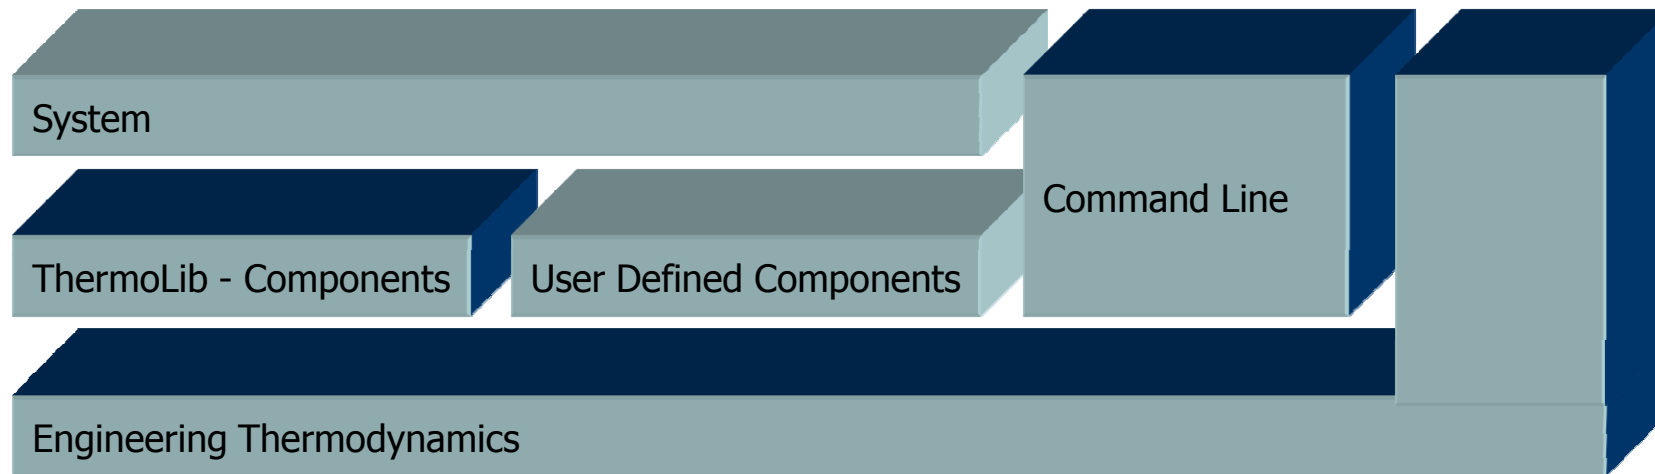 System
Command Line
ThermoLib - Components
User Defined Components
Engineering Thermodynamics